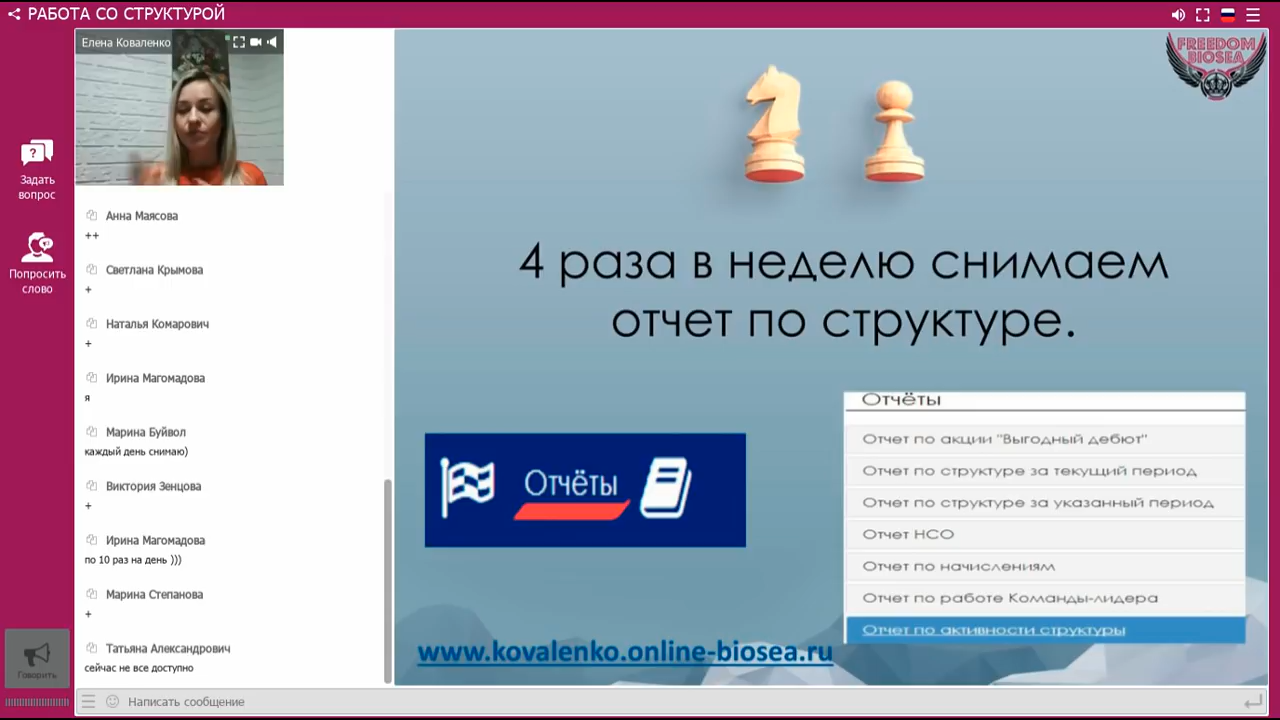 РАБОТА СО СТРУКТУРОЙ
Елена Коваленко
FREEDOM
BIOSEA
Задать
вопрос
Попросить
слово
Анна Маясова
++
Светлана Крымова
+
Наталья Комарович
+
Ирина Магомадова
я
Марина Буйвол
каждый день снимаю)
Виктория Зенцова
+
Ирина Магомадова
по 10 раз на день )))
Марина Степанова
+
Татьяна Александрович
сейчас не все доступно
Говорить
Написать сообщение
4 раза в неделю снимаем
отчет по структуре.
Отчёты
Отчёты
Отчет по акции "Выгодный дебют"
Отчет по структуре за текущий период
Отчет по структуре за указанный период
Отчет НСО
Отчет по начислениям
Отчет по работе Команды-лидера
Отчет по активности структуры
www.kovalenko.online-biosea.ru